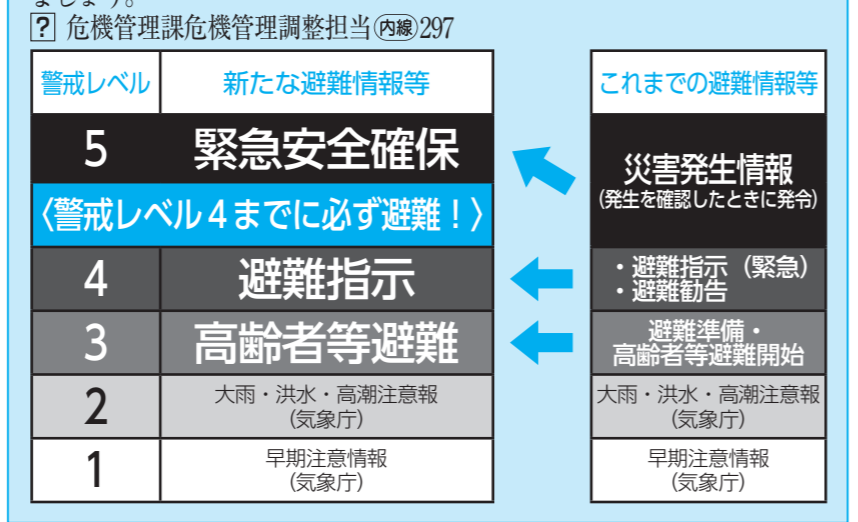 ましょう。
? 危機管理課危機管理調整担当(内線)297
警戒レベル 新たな避難情報等 これまでの避難情報等
5 緊急安全確保
災害発生情報
(発生を確認したときに発令)
〈警戒レベル4までに必ず避難!〉
4 避難指示
・避難指示(緊急)
・避難勧告
3 高齢者等避難
避難準備・
高齢者等避難開始
2
大雨・洪水・高潮注意報
(気象庁)
大雨・洪水・高潮注意報
(気象庁)
1
早期注意情報
(気象庁)
早期注意情報
(気象庁)